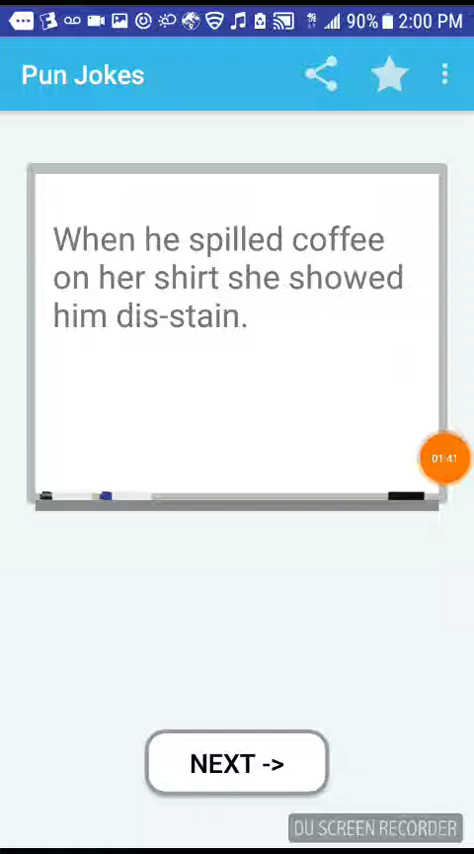 90% 2:00 PM
Pun Jokes
When he spilled coffee
on her shirt she showed
him dis-stain.
01:41
NEXT ->
DU SCREEN RECORDER